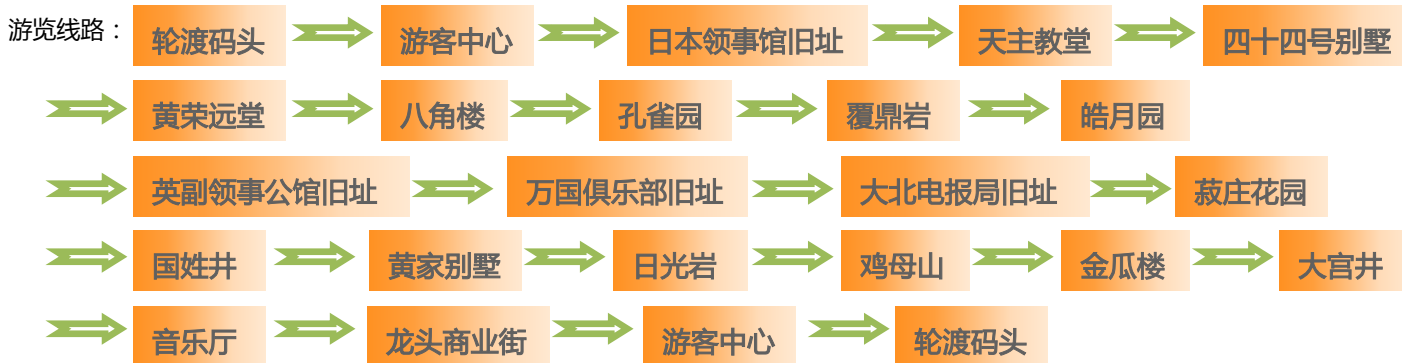 游览线路： 轮渡码头 游客中心 日本领事馆旧址 天主教堂 四十四号别墅
黄荣远堂 八角楼 孔雀园 覆鼎岩 皓月园
英副领事公馆旧址 万国俱乐部旧址 大北电报局旧址 菽庄花园
国姓井 黄家别墅 日光岩 鸡母山 金瓜楼 大宫井
音乐厅 龙头商业街 游客中心 轮渡码头